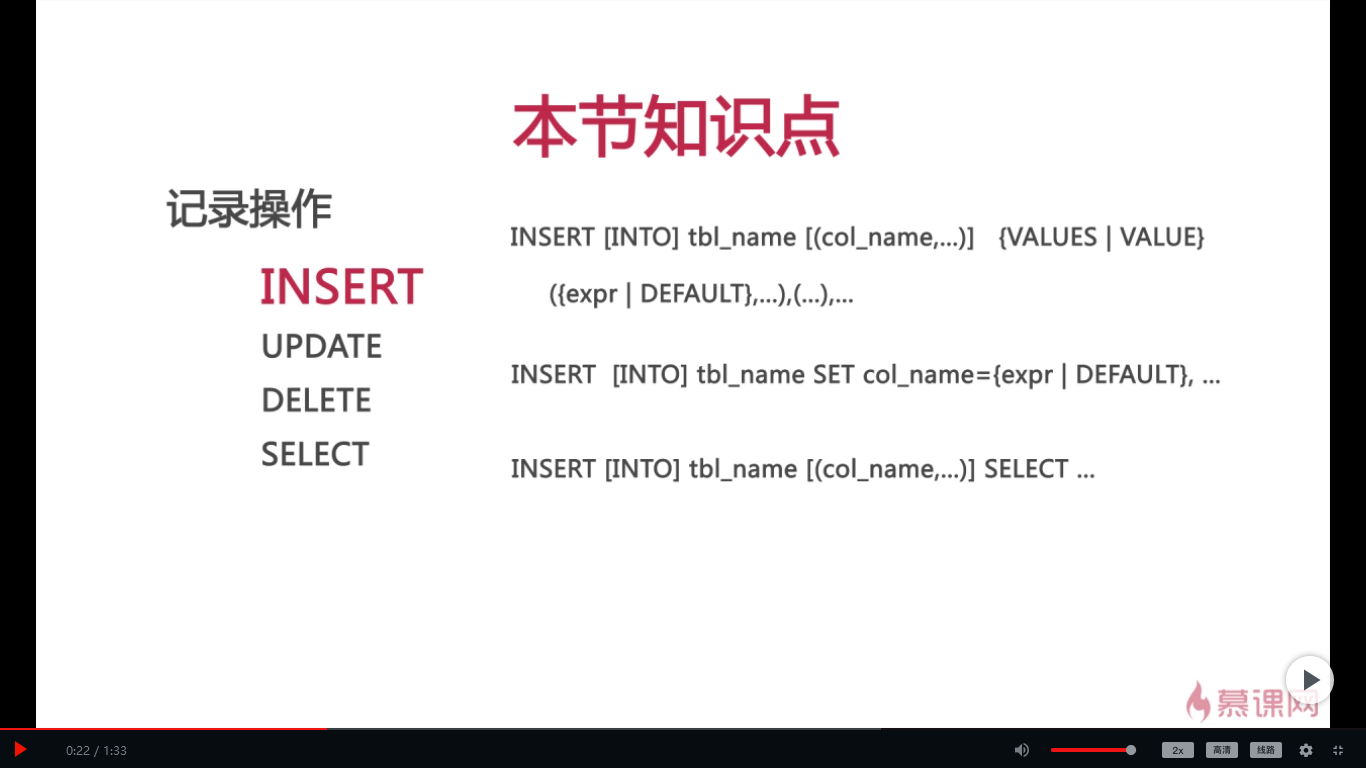 本节知识点
记录操作
INSERT
UPDATE
DELETE
SELECT
INSERT [INTO] tbl_name [(col_name,...)] {VALUES | VALUE}
({expr | DEFAULT},...),(...),...
INSERT [INTO] tbl_name SET col_name={expr | DEFAULT}, ...
INSERT [INTO] tbl_name [(col_name,...)] SELECT ...
慕课网
0:22 / 1:33
2x
高清
线路